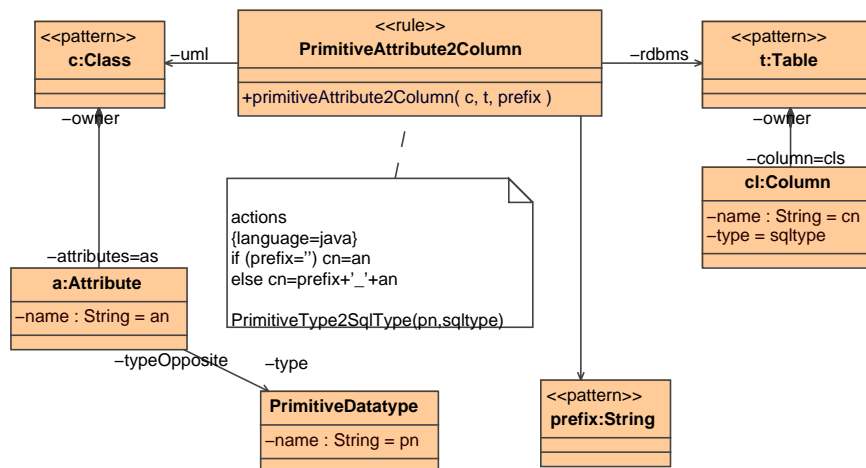 <<pattern>>
c:Class
−uml
<<rule>>
PrimitiveAttribute2Column
+primitiveAttribute2Column( c, t, prefix )
−rdbms
<<pattern>>
t:Table
−owner
−owner
−column=cls
cl:Column
−name : String = cn
−type = sqltype
actions
{language=java}
if (prefix='') cn=an
else cn=prefix+'_'+an
PrimitiveType2SqlType(pn,sqltype)
−attributes=as
a:Attribute
−name : String = an
−typeOpposite
−type
PrimitiveDatatype
−name : String = pn
<<pattern>>
prefix:String